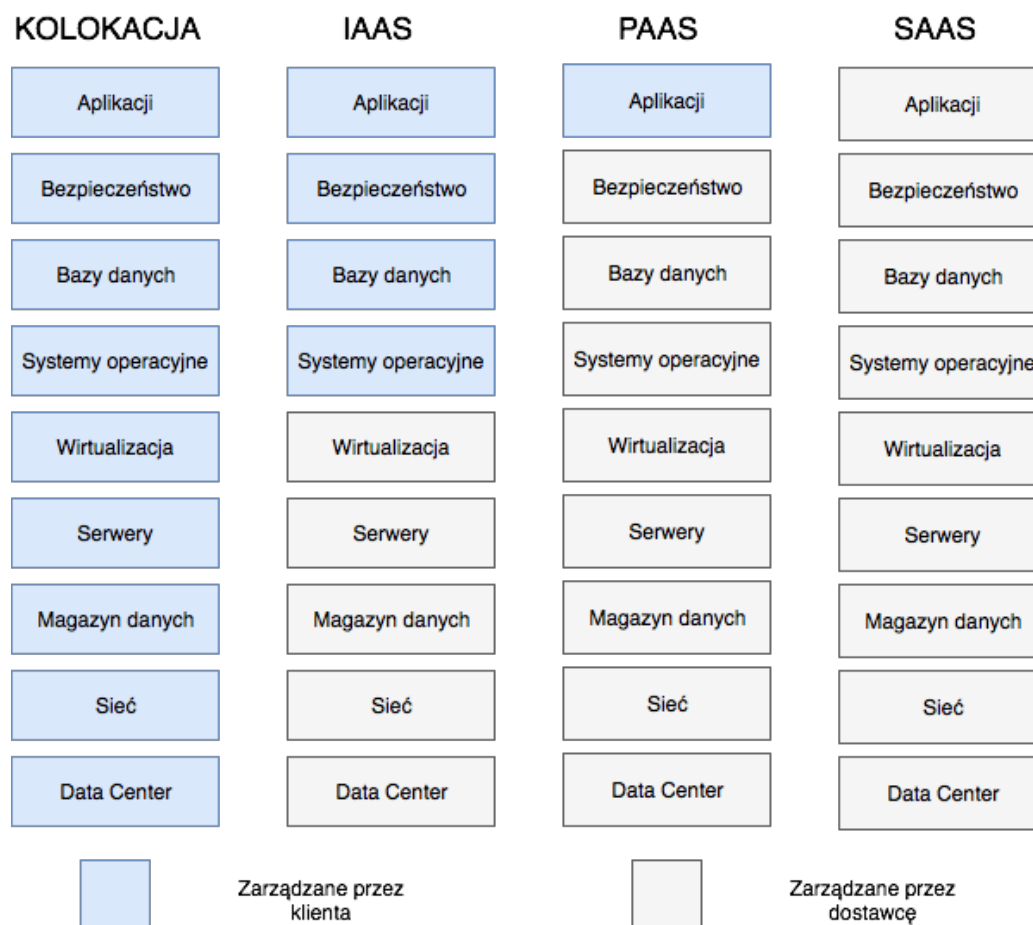 KOLOKACJA
IAAS
PAAS
SAAS
Aplikacji
Aplikacji
Aplikacji
Aplikacji
Bezpieczeństwo
Bezpieczeństwo
Bezpieczeństwo
Bezpieczeństwo
Bazy danych
Bazy danych
Bazy danych
Bazy danych
Systemy operacyjne
Systemy operacyjne
Systemy operacyjne
Systemy operacyjne
Wirtualizacja
Wirtualizacja
Wirtualizacja
Wirtualizacja
Serwery
Serwery
Serwery
Serwery
Magazyn danych
Magazyn danych
Magazyn danych
Magazyn danych
Sieć
Sieć
Sieć
Sieć
Data Center
Data Center
Data Center
Data Center
Zarządzane przez
klienta
Zarządzane przez
dostawcę